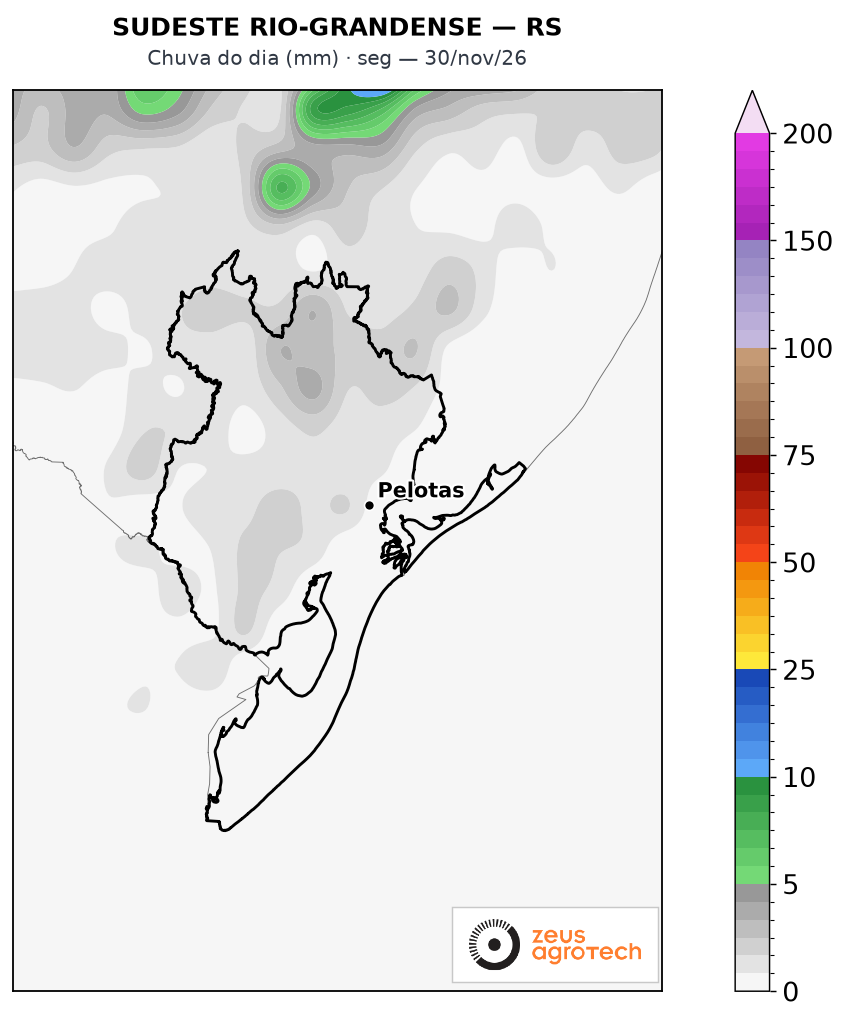 SUDESTE RIO-GRANDENSE — RS
Chuva do dia (mm) · seg — 30/nov/26
200
150
100
75
50
25
10
5
0
Pelotas
zeus
agrotech